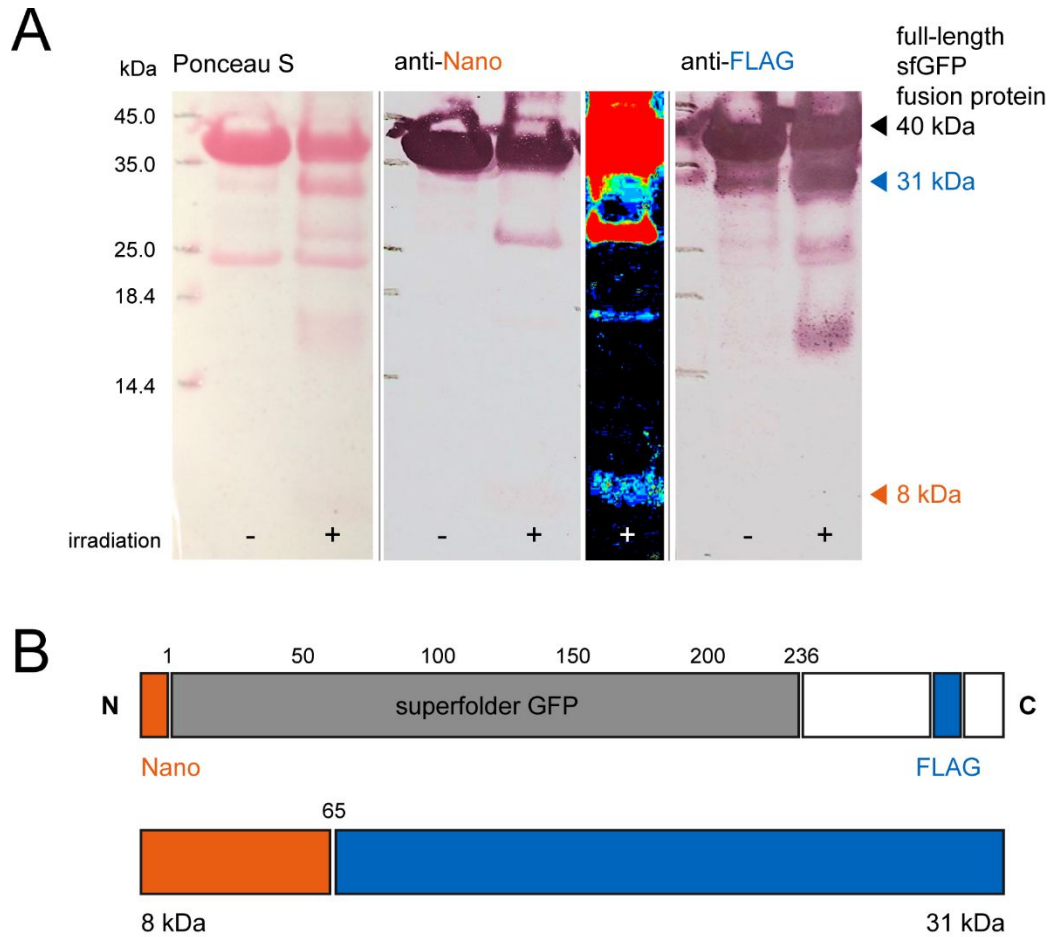 A
kDa
Ponceau S
anti-Nano
anti-FLAG
full-length
sfGFP
fusion protein
45.0
40 kDa
35.0
31 kDa
25.0
18.4
14.4
8 kDa
irradiation - + - + + - +
B
1 50 100 150 200 236
N superfolder GFP C
Nano FLAG
65
8 kDa 31 kDa